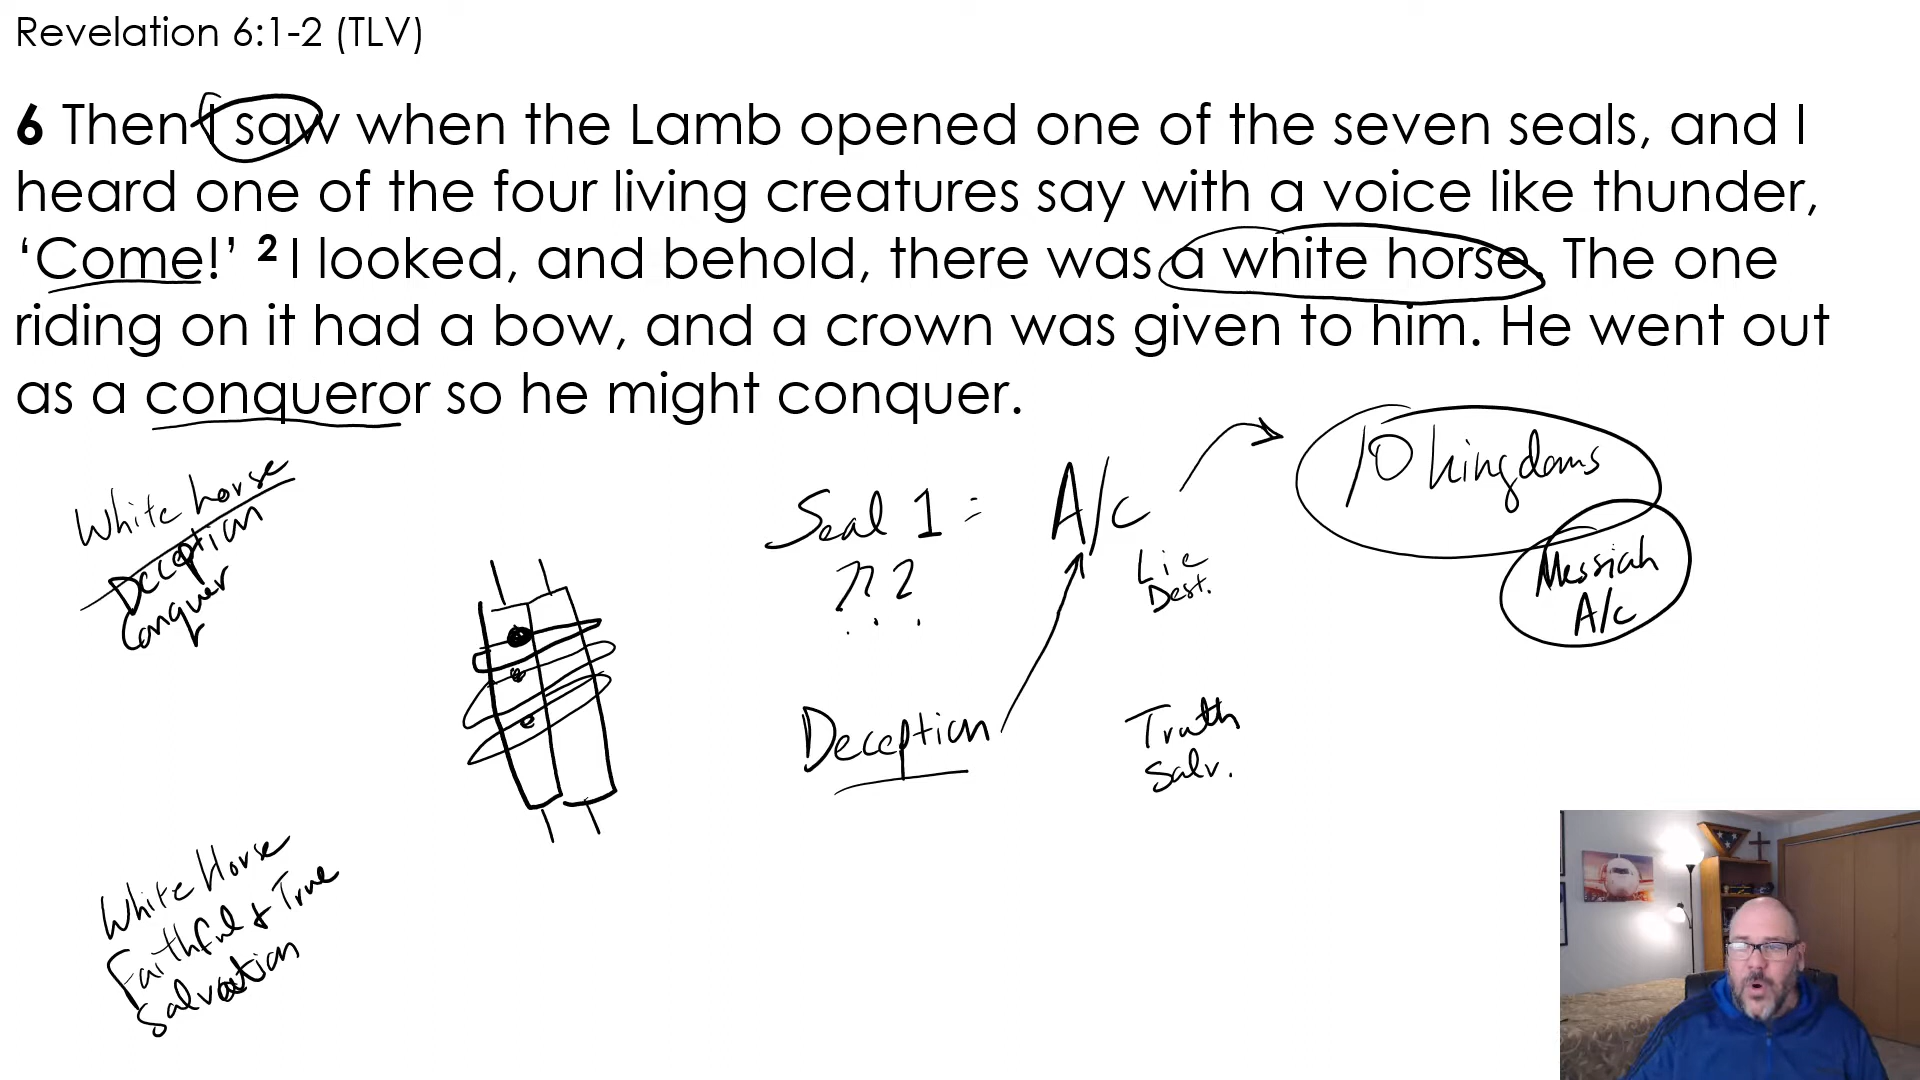 Revelation 6:1-2 (TLV)
6 Then I saw when the Lamb opened one of the seven seals, and I
heard one of the four living creatures say with a voice like thunder,
‘Come!’ 2 I looked, and behold, there was a white horse. The one
riding on it had a bow, and a crown was given to him. He went out
as a conqueror so he might conquer.
White horse
Deception
Conquer
Seal 1 = A/c
???
...
Lie
Dest.
10 kingdoms
Messiah
A/c
Deception
Truth
Salv.
White Horse
Faithful & True
Salvation